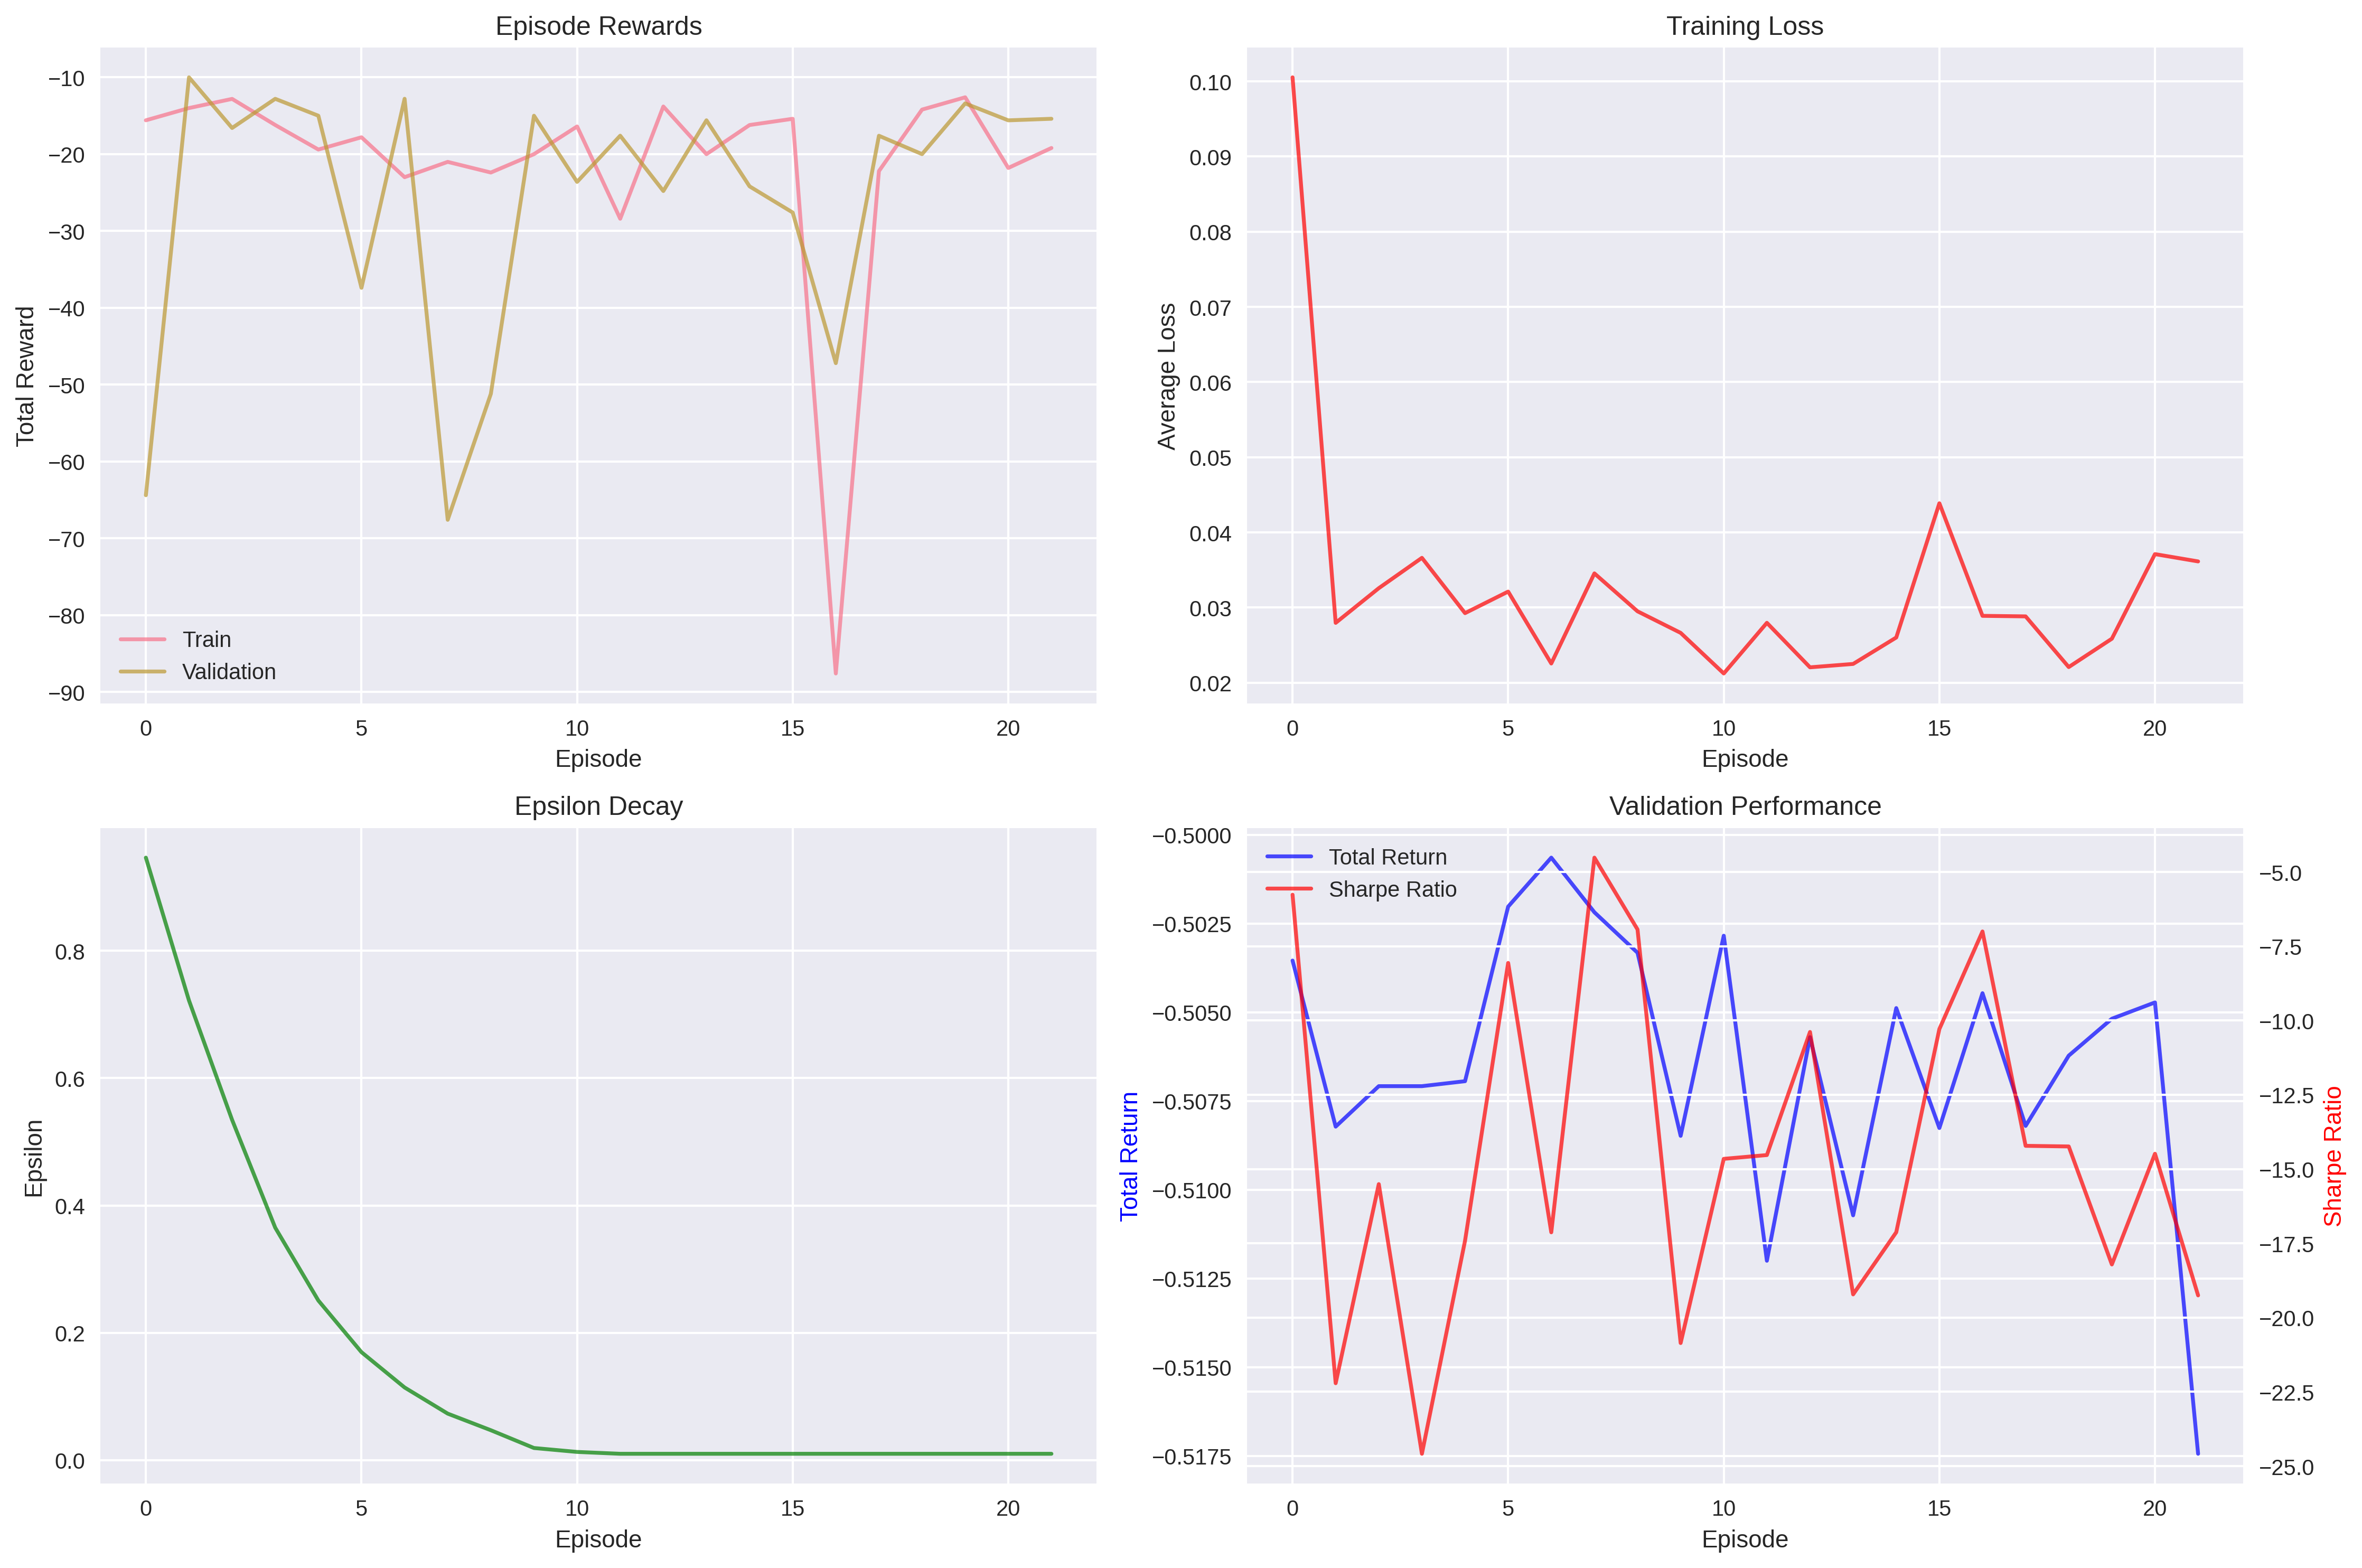 Episode Rewards
Total Reward
−10
−20
−30
−40
−50
−60
−70
−80
−90
Train
Validation
0 5 10 15 20
Episode
Training Loss
Average Loss
0.10
0.09
0.08
0.07
0.06
0.05
0.04
0.03
0.02
0 5 10 15 20
Episode
Epsilon Decay
Epsilon
0.8
0.6
0.4
0.2
0.0
0 5 10 15 20
Episode
Validation Performance
Total Return
−0.5000
−0.5025
−0.5050
−0.5075
−0.5100
−0.5125
−0.5150
−0.5175
Total Return
Sharpe Ratio
−5.0
−7.5
−10.0
−12.5
−15.0
−17.5
−20.0
−22.5
−25.0
Sharpe Ratio
0 5 10 15 20
Episode